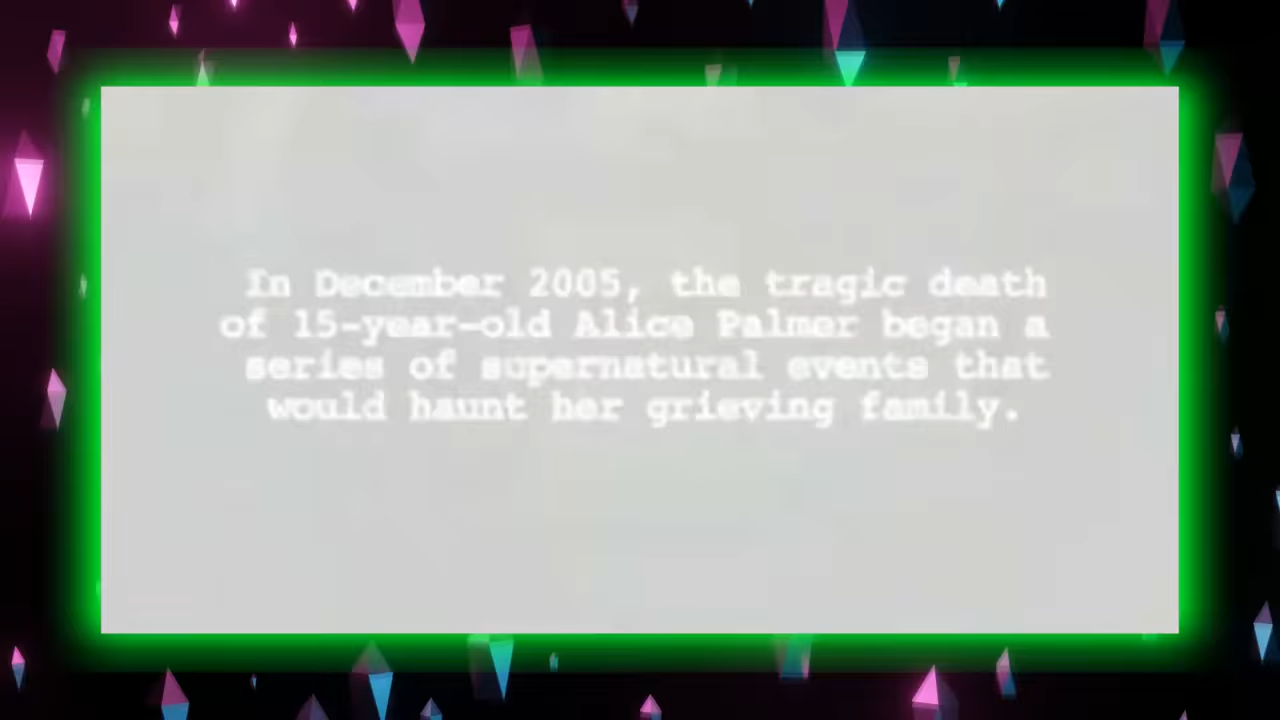 In December 2005, the tragic death
of 15-year-old Alice Palmer began a
series of supernatural events that
would haunt her grieving family.